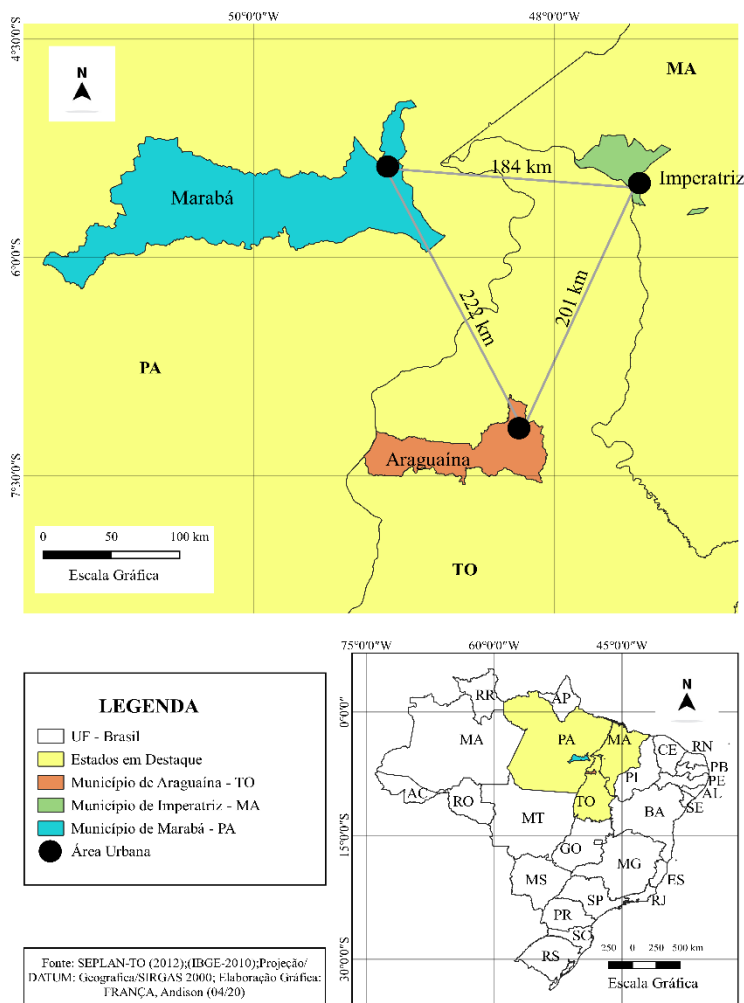 50°0'0"W 48°0'0"W
4°30'0"S
N
MA
184 km
Imperatriz
Marabá
6°0'0"S
222 km
201 km
PA
Araguaína
7°30'0"S
0 50 100 km
Escala Gráfica
TO
75°0'0"W 60°0'0"W 45°0'0"W
LEGENDA
UF - Brasil
Estados em Destaque
Município de Araguaína - TO
Município de Imperatriz - MA
Município de Marabá - PA
Área Urbana
N
RR AP
0°0'0"
MA PA MA CE RN
PB
PI PE
AC RO TO AL
SE
MT BA
15°0'0"S
GO
MG
MS ES
SP RJ
PR
SC
RS
250 0 250 500 km
30°0'0"S
Escala Gráfica
Fonte: SEPLAN-TO (2012);(IBGE-2010);Projeção/
DATUM: Geografica/SIRGAS 2000; Elaboração Gráfica:
FRANÇA, Andison (04/20)